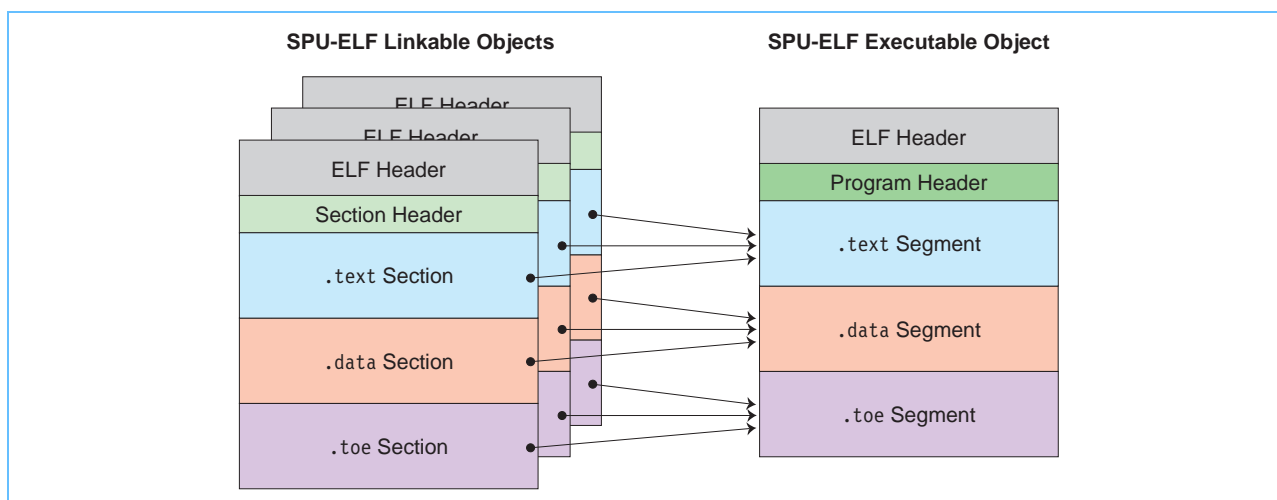 SPU-ELF Linkable Objects
SPU-ELF Executable Object
ELF Header
ELF Header
ELF Header
Section Header
.text Section
.data Section
.toe Section
ELF Header
Program Header
.text Segment
.data Segment
.toe Segment